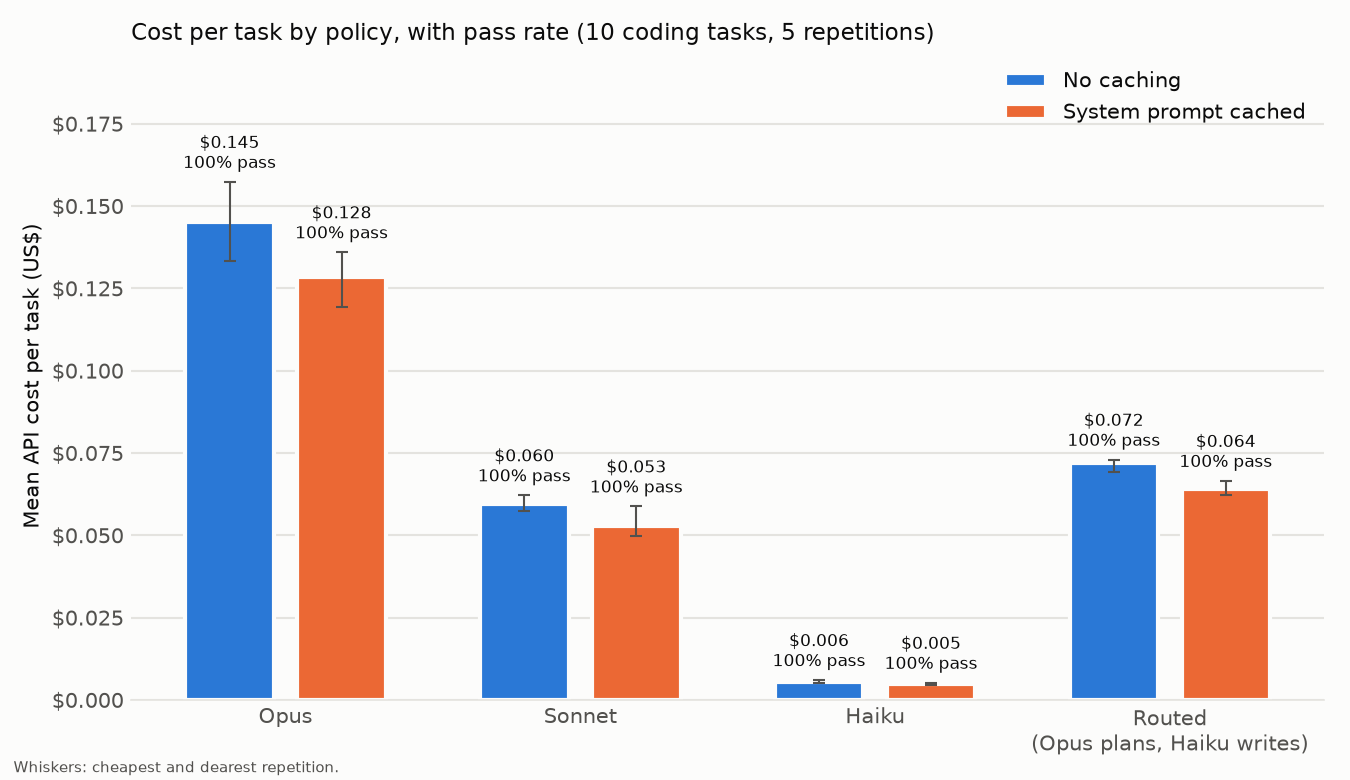 Cost per task by policy, with pass rate (10 coding tasks, 5 repetitions)
No caching
System prompt cached
Mean API cost per task (US$)
$0.175
$0.150
$0.125
$0.100
$0.075
$0.050
$0.025
$0.000
$0.145
100% pass
$0.128
100% pass
$0.060
100% pass
$0.053
100% pass
$0.006
100% pass
$0.005
100% pass
$0.072
100% pass
$0.064
100% pass
Opus
Sonnet
Haiku
Routed
(Opus plans, Haiku writes)
Whiskers: cheapest and dearest repetition.